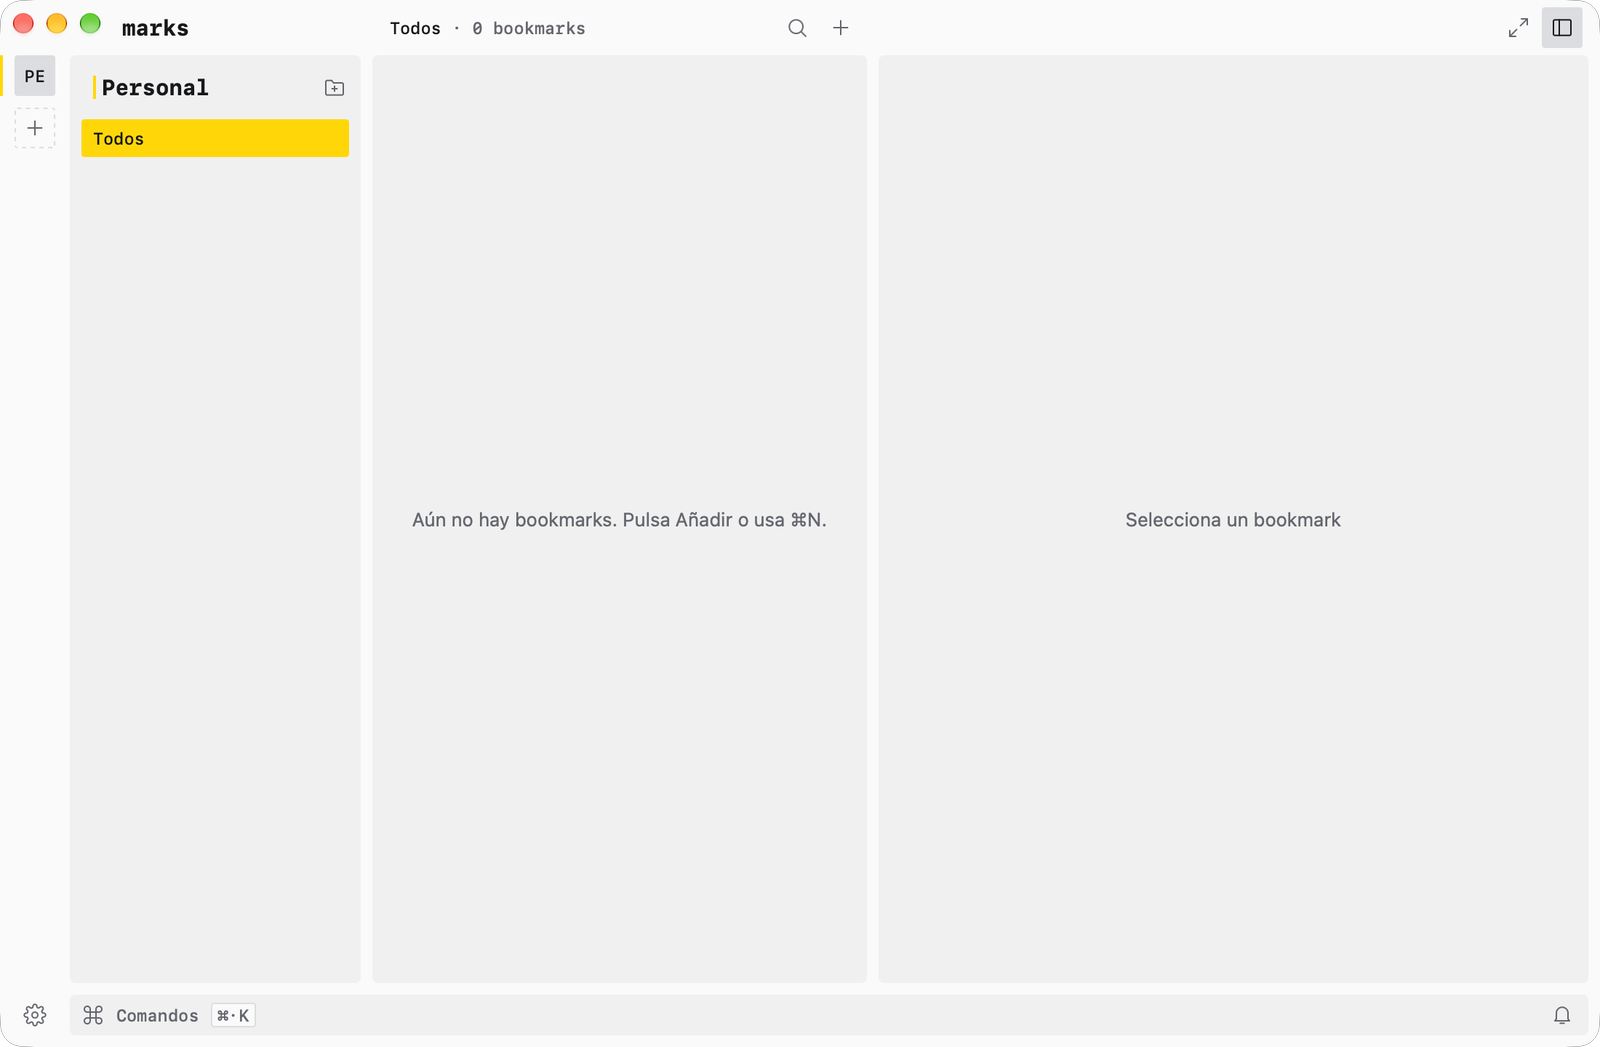 marks
Todos · 0 bookmarks
PE
Personal
Todos
Aún no hay bookmarks. Pulsa Añadir o usa ⌘N.
Selecciona un bookmark
Comandos ⌘·K